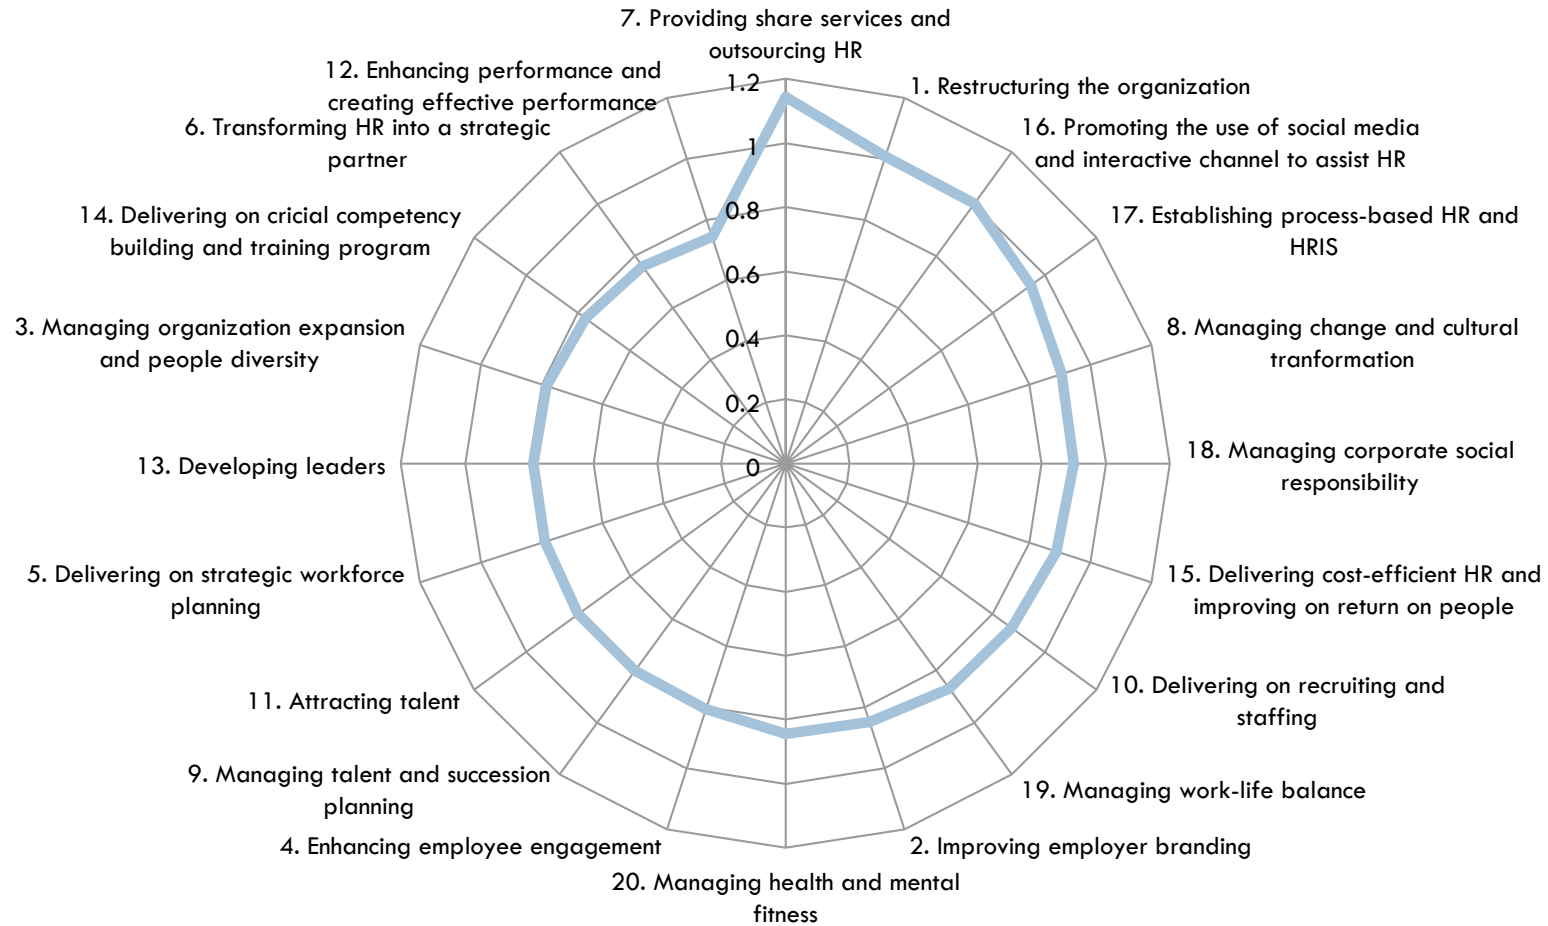 7. Providing share services and
outsourcing HR
1. Restructuring the organization
16. Promoting the use of social media
and interactive channel to assist HR
17. Establishing process-based HR and
HRIS
8. Managing change and cultural
tranformation
18. Managing corporate social
responsibility
15. Delivering cost-efficient HR and
improving on return on people
10. Delivering on recruiting and
staffing
19. Managing work-life balance
2. Improving employer branding
20. Managing health and mental
fitness
4. Enhancing employee engagement
9. Managing talent and succession
planning
11. Attracting talent
5. Delivering on strategic workforce
planning
13. Developing leaders
3. Managing organization expansion
and people diversity
14. Delivering on cricial competency
building and training program
6. Transforming HR into a strategic
partner
12. Enhancing performance and
creating effective performance
1.2
1
0.8
0.6
0.4
0.2
0